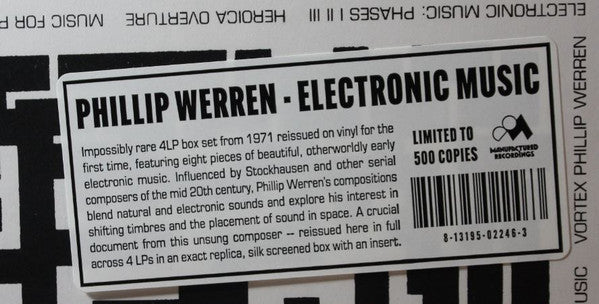 ELECTRONIC MUSIC: PHASES I II III
HEROICA OVERTURE
MUSIC FOR P
PHILLIP WERREN - ELECTRONIC MUSIC
Impossibly rare 4LP box set from 1971 reissued on vinyl for the
first time, featuring eight pieces of beautiful, otherworldly early
electronic music. Influenced by Stockhausen and other serial
composers of the mid 20th century, Phillip Werren's compositions
blend natural and electronic sounds and explore his interest in
shifting timbres and the placement of sound in space. A crucial
document from this unsung composer -- reissued here in full
across 4 LPs in an exact replica, silk screened box with an insert.
LIMITED TO
500 COPIES
MANUFACTURED
RECORDINGS
8-13195-02246-3
USIC VORTEX PHILLIP WERREN